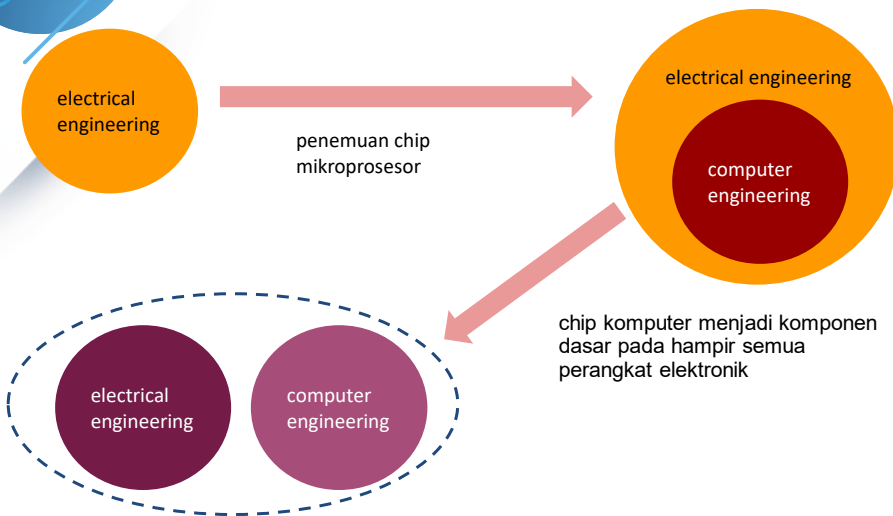 electrical
engineering
penemuan chip
mikroprosesor
electrical engineering
computer
engineering
chip komputer menjadi komponen
dasar pada hampir semua
perangkat elektronik
electrical
engineering
computer
engineering